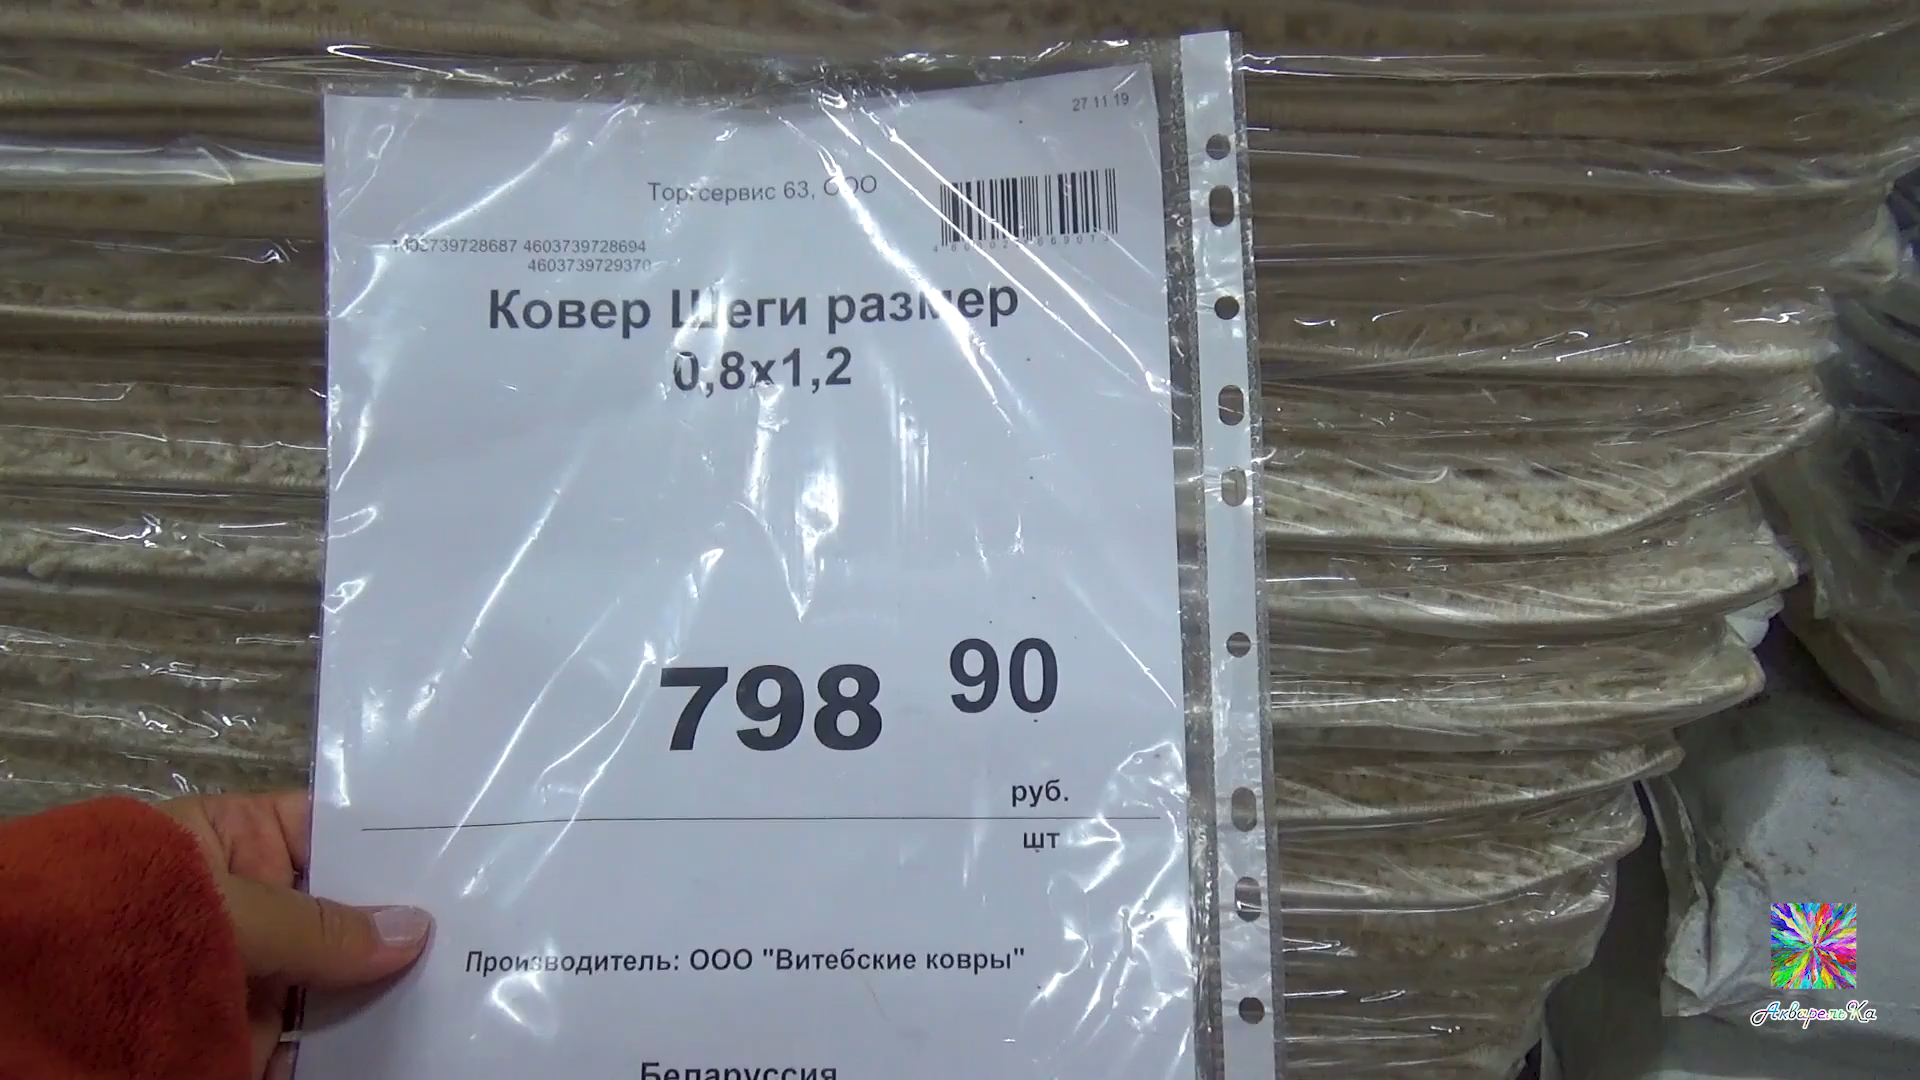 27 11 19
Торгсервис 63, ООО
4603739728694
4603739729370
Ковер Шеги размер
0,8х1,2
798 90
руб.
шт
Производитель: ООО "Витебские ковры"
Беларуссия
АкварельКа